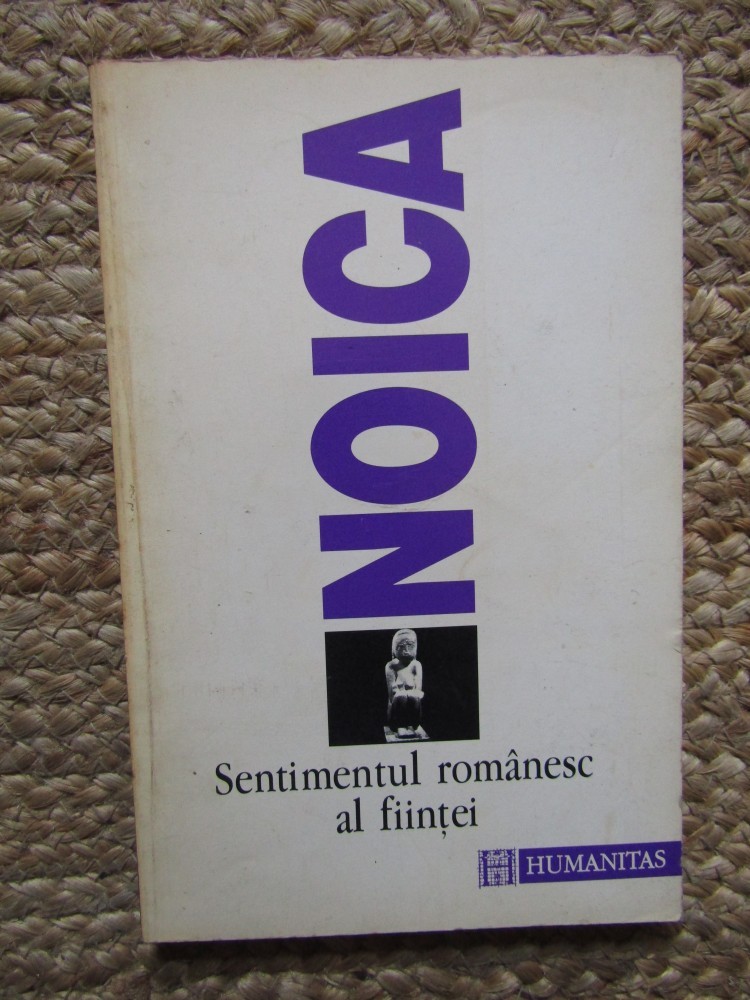 NOICA
Sentimentul românesc
al ființei
HUMANITAS